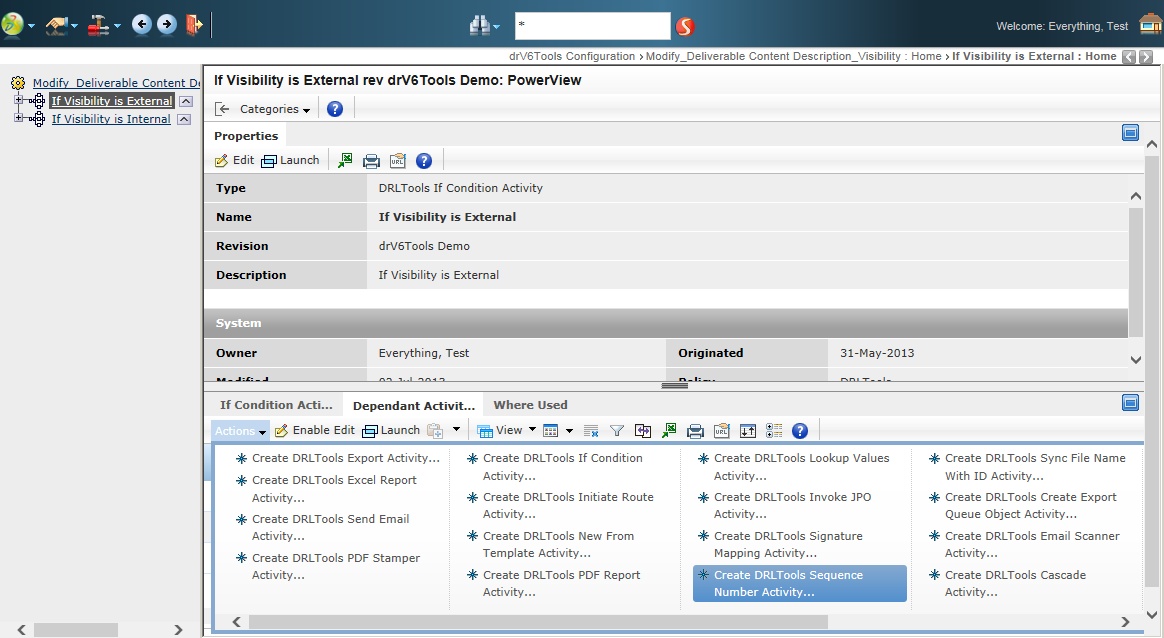 *
Welcome: Everything, Test
drV6Tools Configuration › Modify_Deliverable Content Description_Visibility : Home › If Visibility is External : Home
Modify_Deliverable Content De
If Visibility is External
If Visibility is Internal
If Visibility is External rev drV6Tools Demo: PowerView
Categories
Properties
Edit Launch
Type DRLTools If Condition Activity
Name If Visibility is External
Revision drV6Tools Demo
Description If Visibility is External
System
Owner Everything, Test Originated 31-May-2013
Modified 02-Jul-2013 Policy DRLTools
If Condition Acti... Dependant Activit... Where Used
Actions Enable Edit Launch View
Create DRLTools Export Activity...
Create DRLTools Excel Report
Activity...
Create DRLTools Send Email
Activity...
Create DRLTools PDF Stamper
Activity...
Create DRLTools If Condition
Activity...
Create DRLTools Initiate Route
Activity...
Create DRLTools New From
Template Activity...
Create DRLTools PDF Report
Activity...
Create DRLTools Lookup Values
Activity...
Create DRLTools Invoke JPO
Activity...
Create DRLTools Signature
Mapping Activity...
Create DRLTools Sequence
Number Activity...
Create DRLTools Sync File Name
With ID Activity...
Create DRLTools Create Export
Queue Object Activity...
Create DRLTools Email Scanner
Activity...
Create DRLTools Cascade
Activity...